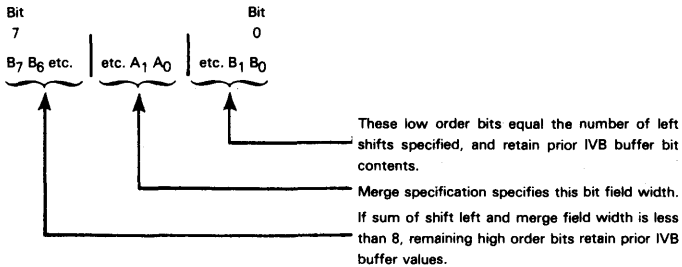 Bit Bit
7 0
B7 B6 etc. etc. A1 A0 etc. B1 B0
These low order bits equal the number of left
shifts specified, and retain prior IVB buffer bit
contents.
Merge specification specifies this bit field width.
If sum of shift left and merge field width is less
than 8, remaining high order bits retain prior IVB
buffer values.